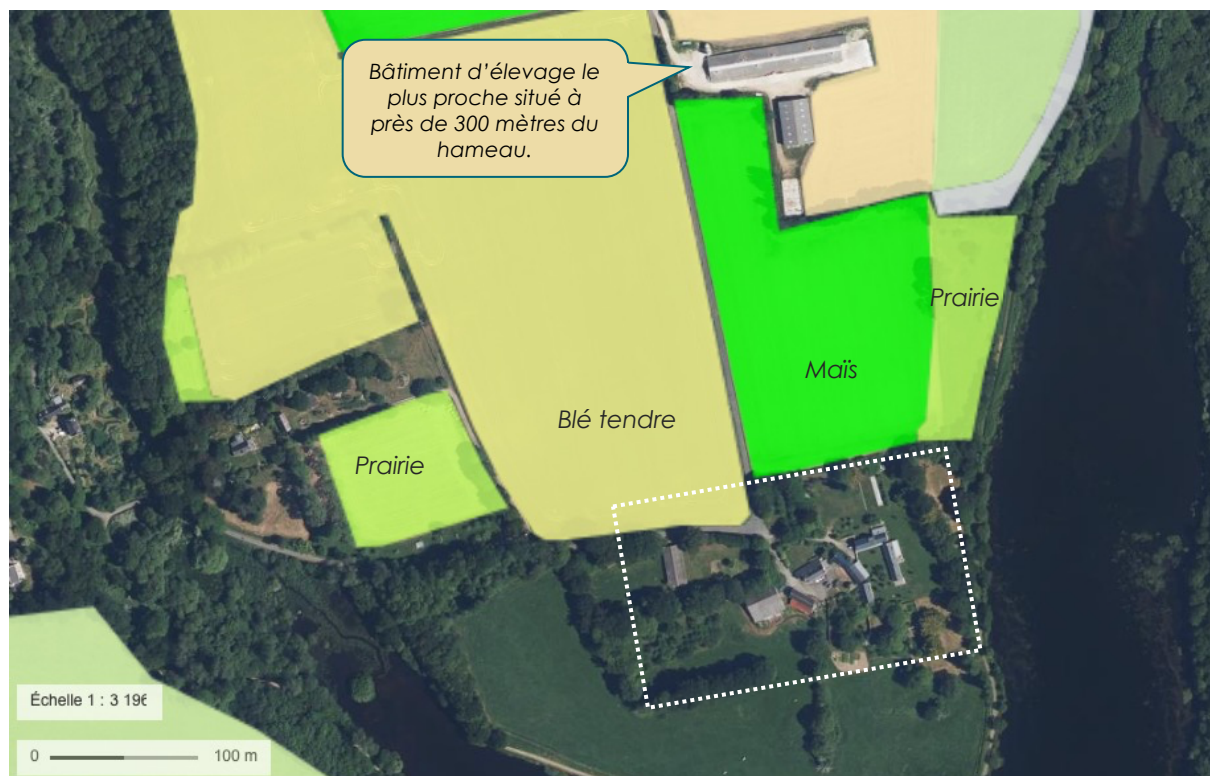 Bâtiment d'élevage le
plus proche situé à
près de 300 mètres du
hameau.
Prairie
Maïs
Blé tendre
Prairie
Échelle 1 : 3 19
0 100 m